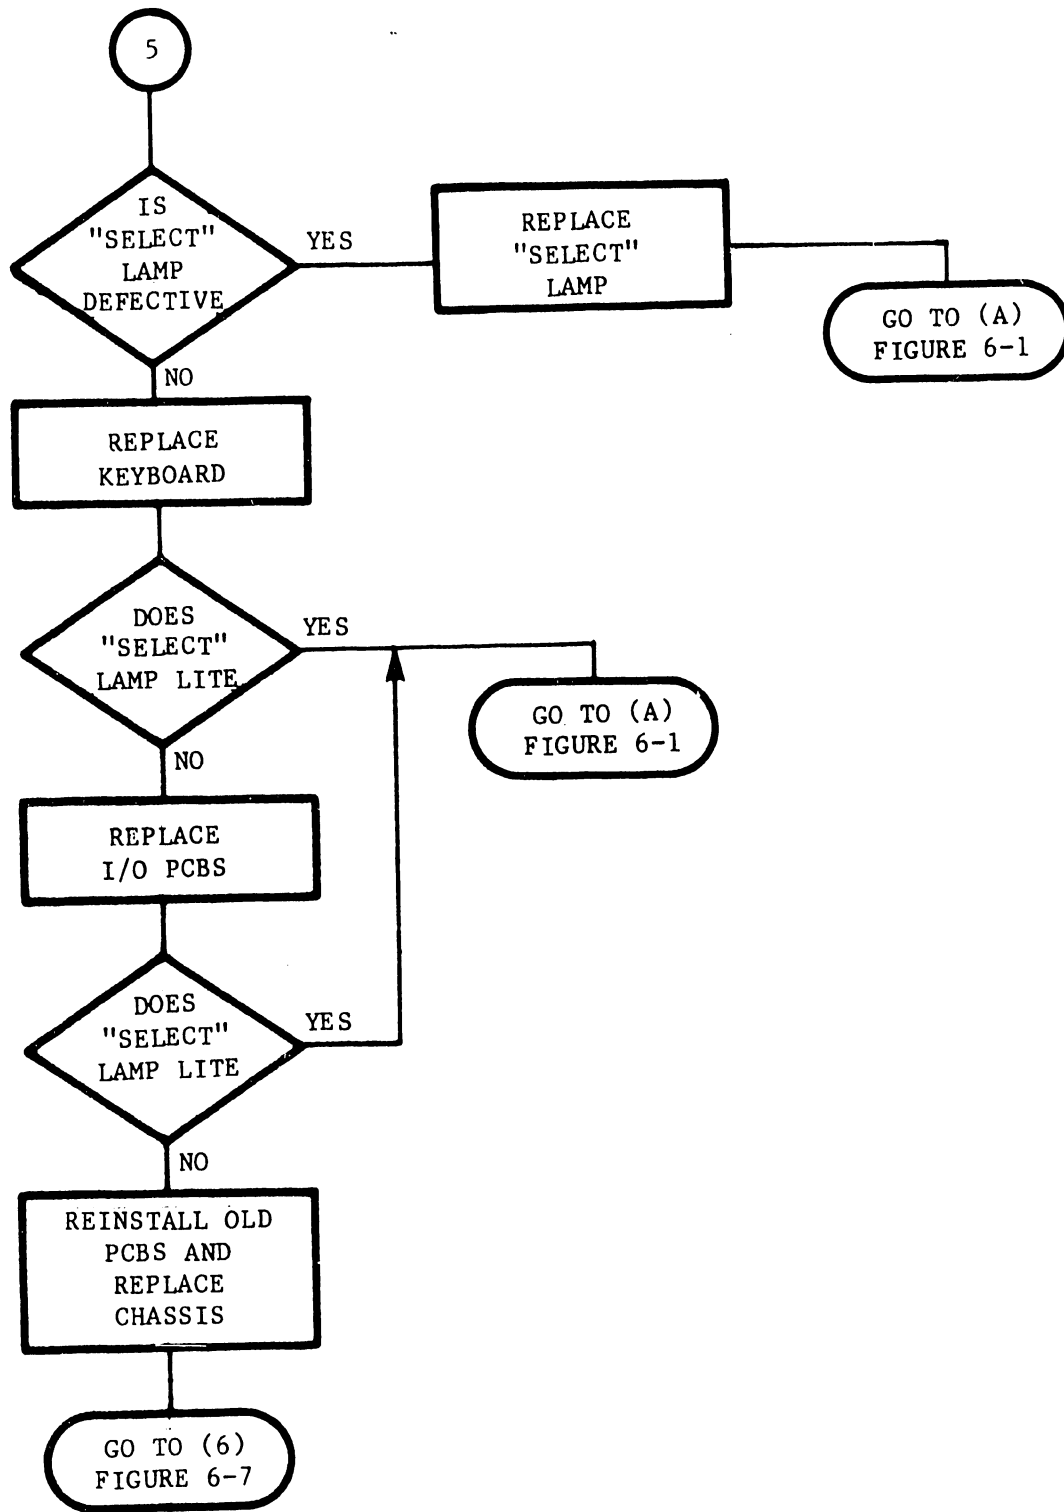 5
IS
"SELECT"
LAMP
DEFECTIVE
YES
REPLACE
"SELECT"
LAMP
GO TO (A)
FIGURE 6-1
NO
REPLACE
KEYBOARD
DOES
"SELECT"
LAMP LITE
YES
GO TO (A)
FIGURE 6-1
NO
REPLACE
I/O PCBS
DOES
"SELECT"
LAMP LITE
YES
NO
REINSTALL OLD
PCBS AND
REPLACE
CHASSIS
GO TO (6)
FIGURE 6-7